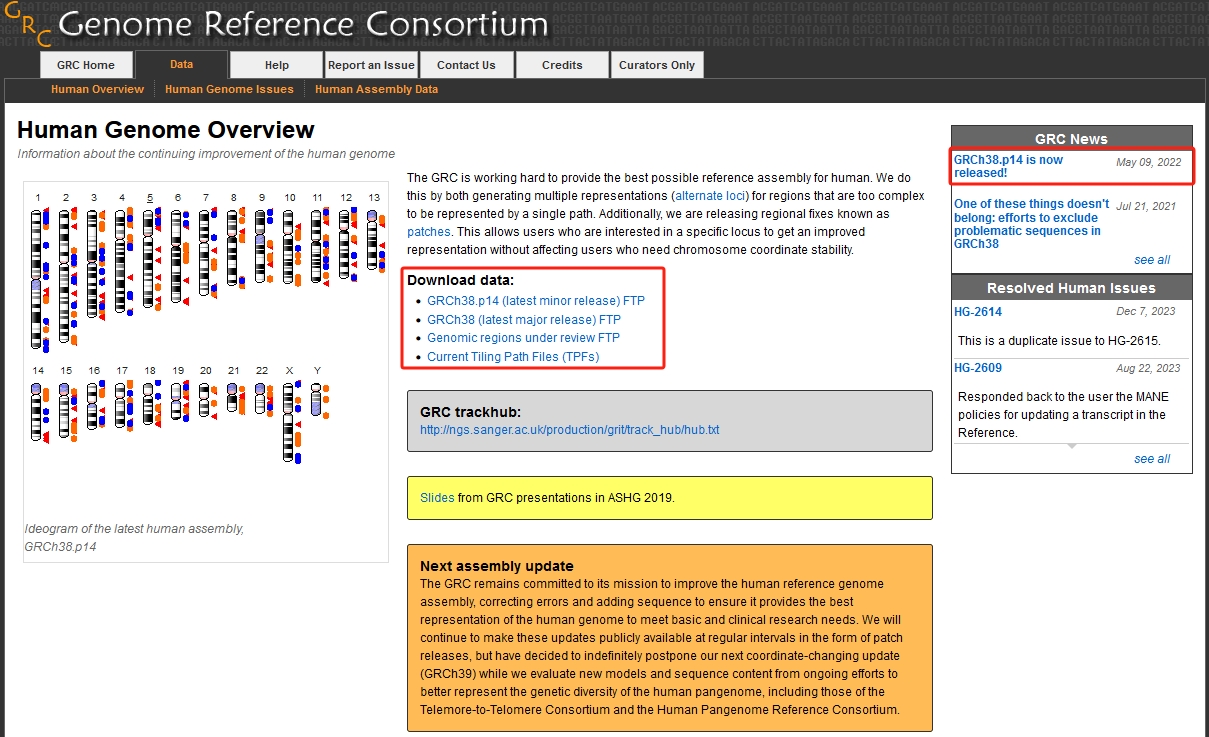 GRC Genome Reference Consortium
GRC Home
Data
Help
Report an Issue
Contact Us
Credits
Curators Only
Human Overview
Human Genome Issues
Human Assembly Data
Human Genome Overview
Information about the continuing improvement of the human genome
1 2 3 4 5 6 7 8 9 10 11 12 13
14 15 16 17 18 19 20 21 22 X Y
Ideogram of the latest human assembly,
GRCh38.p14
The GRC is working hard to provide the best possible reference assembly for human. We do
this by both generating multiple representations (alternate loci) for regions that are too complex
to be represented by a single path. Additionally, we are releasing regional fixes known as
patches. This allows users who are interested in a specific locus to get an improved
representation without affecting users who need chromosome coordinate stability.
Download data:
GRCh38.p14 (latest minor release) FTP
GRCh38 (latest major release) FTP
Genomic regions under review FTP
Current Tiling Path Files (TPFs)
GRC trackhub:
http://ngs.sanger.ac.uk/production/grit/track_hub/hub.txt
Slides from GRC presentations in ASHG 2019.
Next assembly update
The GRC remains committed to its mission to improve the human reference genome
assembly, correcting errors and adding sequence to ensure it provides the best
representation of the human genome to meet basic and clinical research needs. We will
continue to make these updates publicly available at regular intervals in the form of patch
releases, but have decided to indefinitely postpone our next coordinate-changing update
(GRCh39) while we evaluate new models and sequence content from ongoing efforts to
better represent the genetic diversity of the human pangenome, including those of the
Telemore-to-Telomere Consortium and the Human Pangenome Reference Consortium.
GRC News
GRCh38.p14 is now May 09, 2022
released!
One of these things doesn't Jul 21, 2021
belong: efforts to exclude
problematic sequences in
GRCh38
see all
Resolved Human Issues
HG-2614 Dec 7, 2023
This is a duplicate issue to HG-2615.
HG-2609 Aug 22, 2023
Responded back to the user the MANE
policies for updating a transcript in the
Reference.
see all